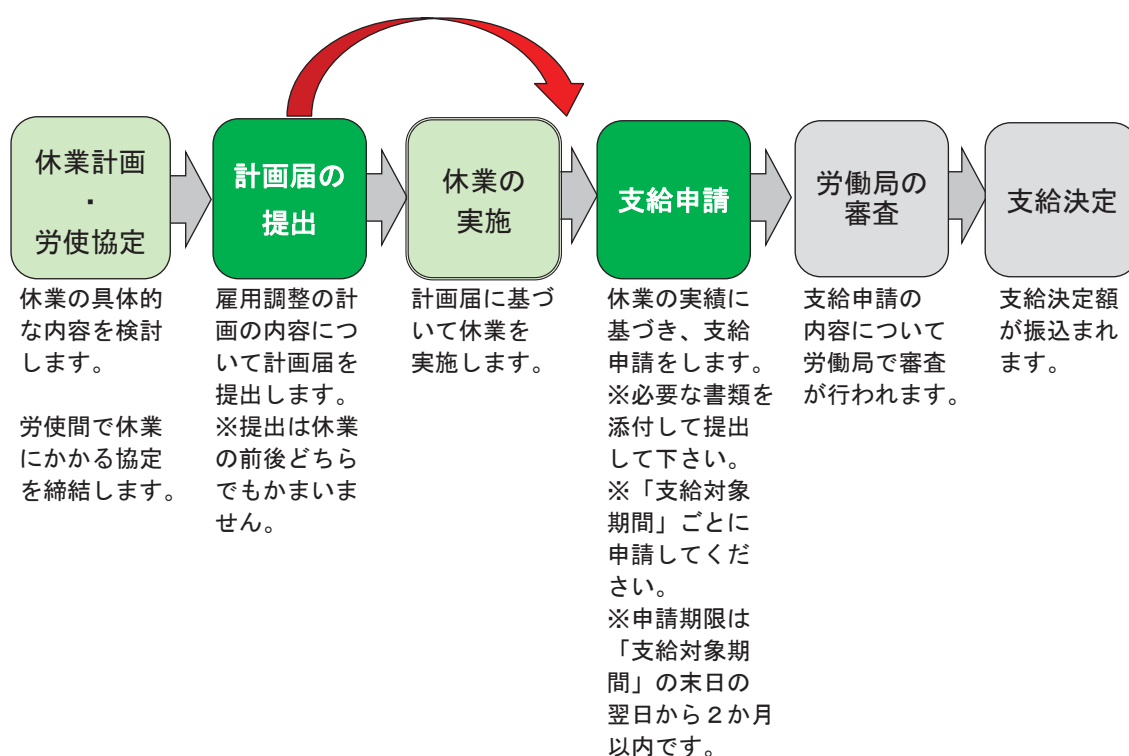 休業計画
・
労使協定
計画届の
提出
休業の
実施
支給申請
労働局の
審査
支給決定
休業の具体的
な内容を検討
します。
労使間で休業
にかかる協定
を締結します。
雇用調整の計
画の内容につ
いて計画届を
提出します。
※提出は休業
の前後どちら
でもかまいま
せん。
計画届に基づ
いて休業を
実施します。
休業の実績に
基づき、支給
申請をします。
※必要な書類を
添付して提出
して下さい。
※「支給対象
期間」ごとに
申請してくだ
さい。
※申請期限は
「支給対象期
間」の末日の
翌日から２か月
以内です。
支給申請の
内容について
労働局で審査
が行われます。
支給決定額
が振込まれ
ます。